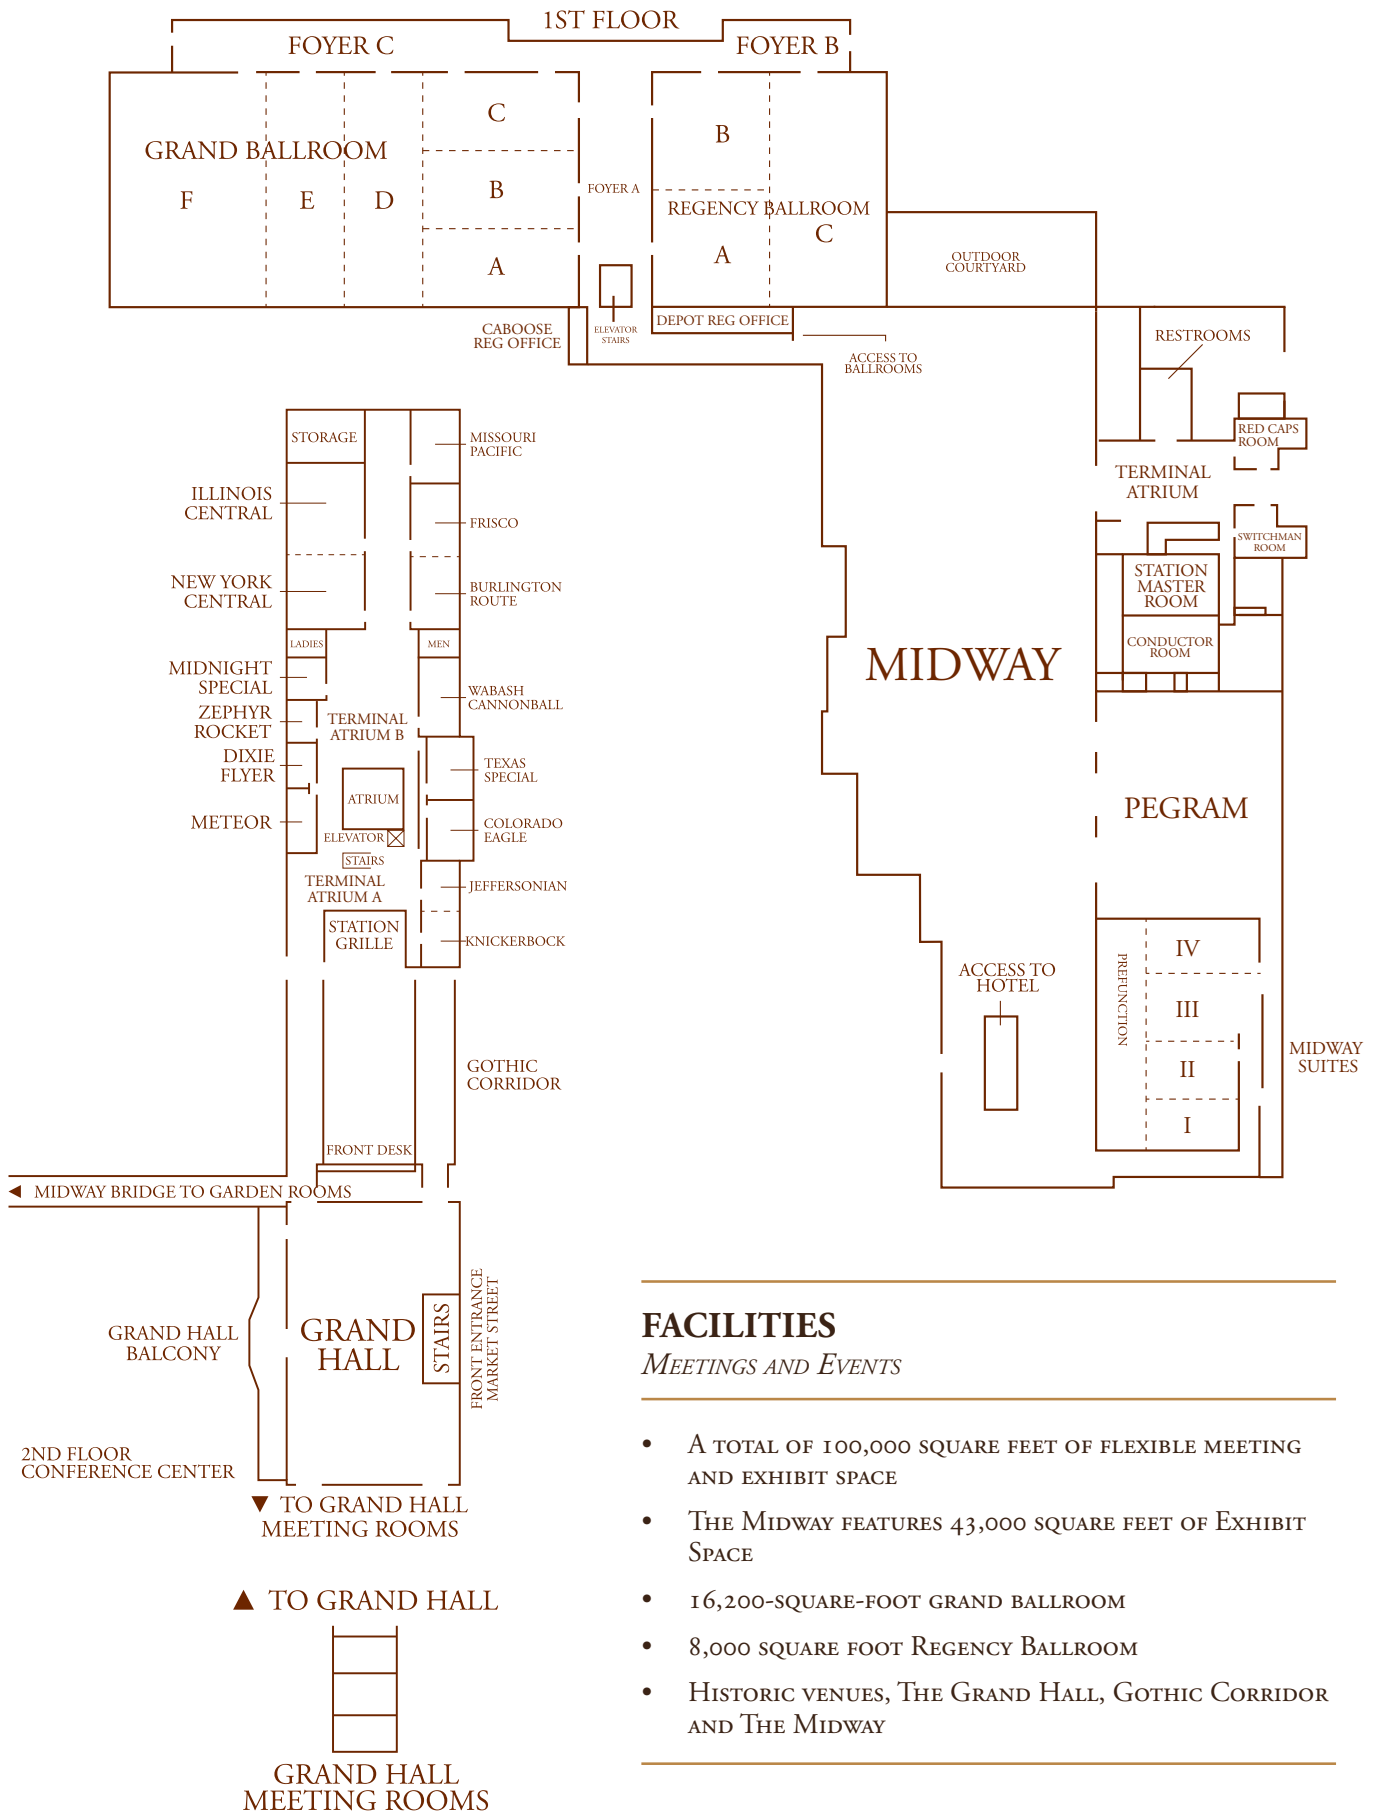 1ST FLOOR
FOYER C
FOYER B
GRAND BALLROOM
F
E
D
C
B
A
FOYER A
B
REGENCY BALLROOM
C
A
OUTDOOR
COURTYARD
CABOOSE
REG OFFICE
ELEVATOR
STAIRS
DEPOT REG OFFICE
ACCESS TO
BALLROOMS
RESTROOMS
RED CAPS
ROOM
TERMINAL
ATRIUM
SWITCHMAN
ROOM
STATION
MASTER
ROOM
CONDUCTOR
ROOM
MIDWAY
PEGRAM
ACCESS TO
HOTEL
PREFUNCTION
IV
III
II
I
MIDWAY
SUITES
STORAGE
MISSOURI
PACIFIC
ILLINOIS
CENTRAL
FRISCO
NEW YORK
CENTRAL
BURLINGTON
ROUTE
LADIES
MEN
MIDNIGHT
SPECIAL
WABASH
CANNONBALL
ZEPHYR
ROCKET
TERMINAL
ATRIUM B
DIXIE
FLYER
TEXAS
SPECIAL
ATRIUM
METEOR
COLORADO
EAGLE
ELEVATOR
STAIRS
TERMINAL
ATRIUM A
JEFFERSONIAN
STATION
GRILLE
KNICKERBOCK
GOTHIC
CORRIDOR
FRONT DESK
MIDWAY BRIDGE TO GARDEN ROOMS
GRAND HALL
BALCONY
GRAND
HALL
STAIRS
FRONT ENTRANCE
MARKET STREET
2ND FLOOR
CONFERENCE CENTER
▼ TO GRAND HALL
MEETING ROOMS
▲ TO GRAND HALL
GRAND HALL
MEETING ROOMS
FACILITIES
Meetings and Events
• A total of 100,000 square feet of flexible meeting
and exhibit space
• The Midway features 43,000 square feet of Exhibit
Space
• 16,200-square-foot grand ballroom
• 8,000 square foot Regency Ballroom
• Historic venues, The Grand Hall, Gothic Corridor
and The Midway